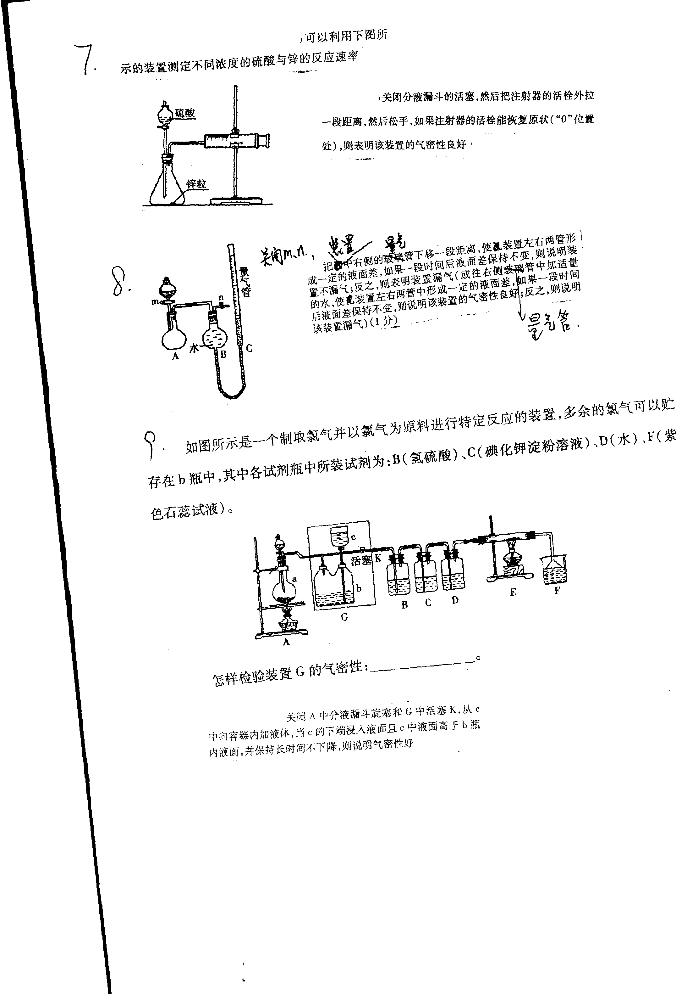 ,可以利用下图所
7. 示的装置测定不同浓度的硫酸与锌的反应速率
硫酸
锌粒
,关闭分液漏斗的活塞,然后把注射器的活栓外拉
一段距离,然后松手,如果注射器的活栓能恢复原状(“0”位置
处),则表明该装置的气密性良好
8.
量气管
m
n
水
A
B
C
关闭m.n., 装置 量气
把中右侧的玻璃管下移一段距离,使装置左右两管形
成一定的液面差,如果一段时间后液面差保持不变,则说明装
置不漏气;反之,则表明装置漏气(或往右侧玻璃管中加适量
的水,使装置左右两管中形成一定的液面差,如果一段时间
后液面差保持不变,则说明该装置的气密性良好;反之,则说明
该装置漏气)(1分)
量气管.
9. 如图所示是一个制取氯气并以氯气为原料进行特定反应的装置,多余的氯气可以贮
存在b瓶中,其中各试剂瓶中所装试剂为:B(氢硫酸)、C(碘化钾淀粉溶液)、D(水)、F(紫
色石蕊试液)。
c
活塞 K
a
b
A
G
B
C
D
E
F
怎样检验装置G的气密性:____________。
关闭A中分液漏斗旋塞和G中活塞K,从c
中向容器内加液体,当c的下端浸入液面且c中液面高于b瓶
内液面,并保持长时间不下降,则说明气密性好